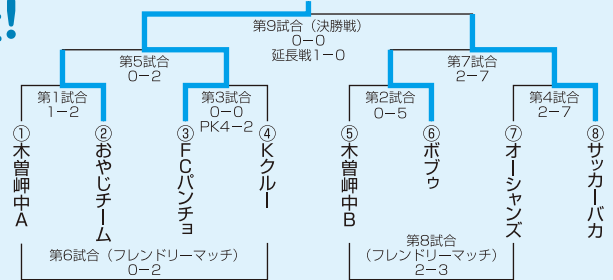 !
第9試合（決勝戦）
0－0
延長戦1－0
第5試合
0－2
第7試合
2－7
第1試合
1－2
第3試合
0－0
PK4－2
第2試合
0－5
第4試合
2－7
①木曽岬中A
②おやじチーム
③FCパンチョ
④Kクルー
⑤木曽岬中B
⑥ボブゥ
⑦オーシャンズ
⑧サッカーバカ
第6試合（フレンドリーマッチ）
0－2
第8試合
（フレンドリーマッチ）
2－3